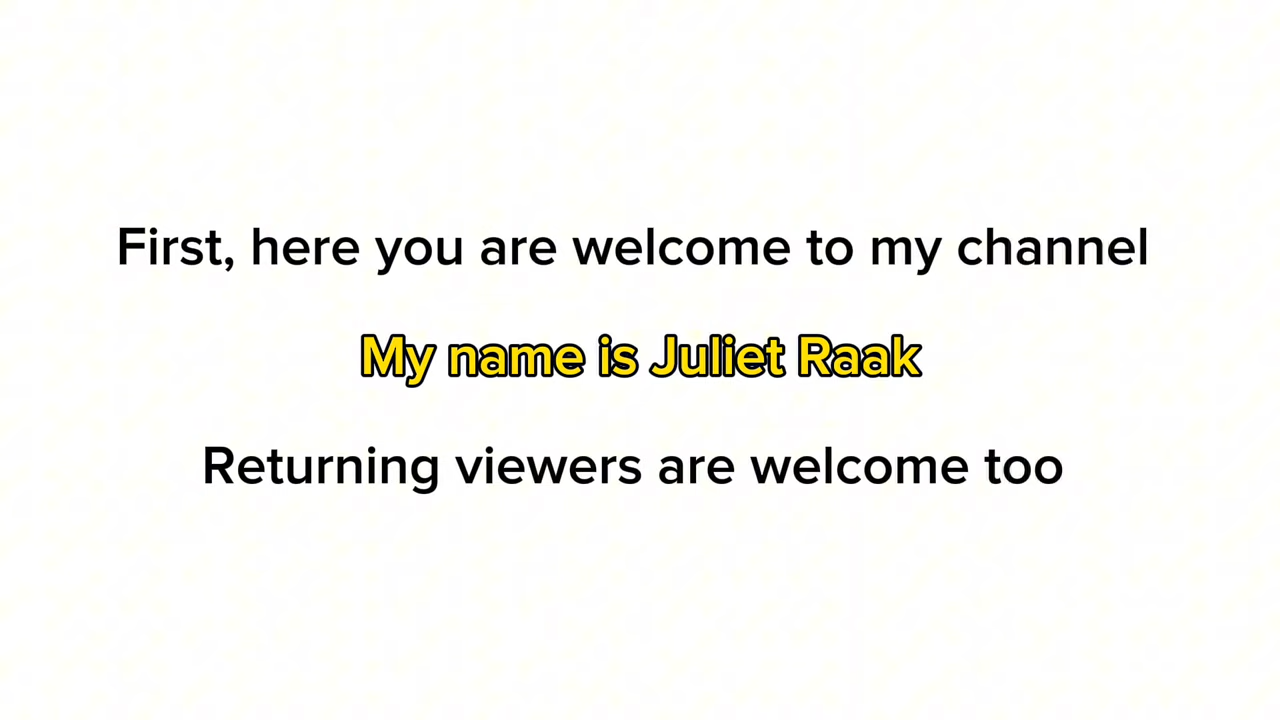 First, here you are welcome to my channel
My name is Juliet Raak
Returning viewers are welcome too